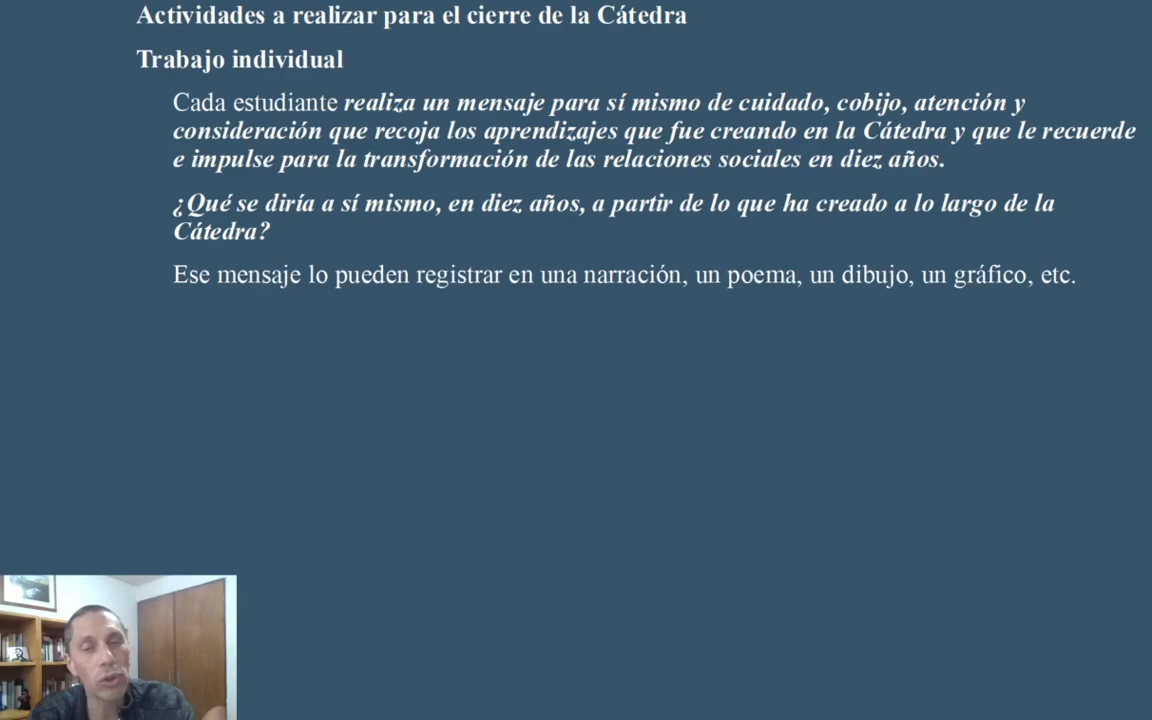 Actividades a realizar para el cierre de la Cátedra
Trabajo individual
Cada estudiante realiza un mensaje para sí mismo de cuidado, cobijo, atención y
consideración que recoja los aprendizajes que fue creando en la Cátedra y que le recuerde
e impulse para la transformación de las relaciones sociales en diez años.
¿Qué se diría a sí mismo, en diez años, a partir de lo que ha creado a lo largo de la
Cátedra?
Ese mensaje lo pueden registrar en una narración, un poema, un dibujo, un gráfico, etc.